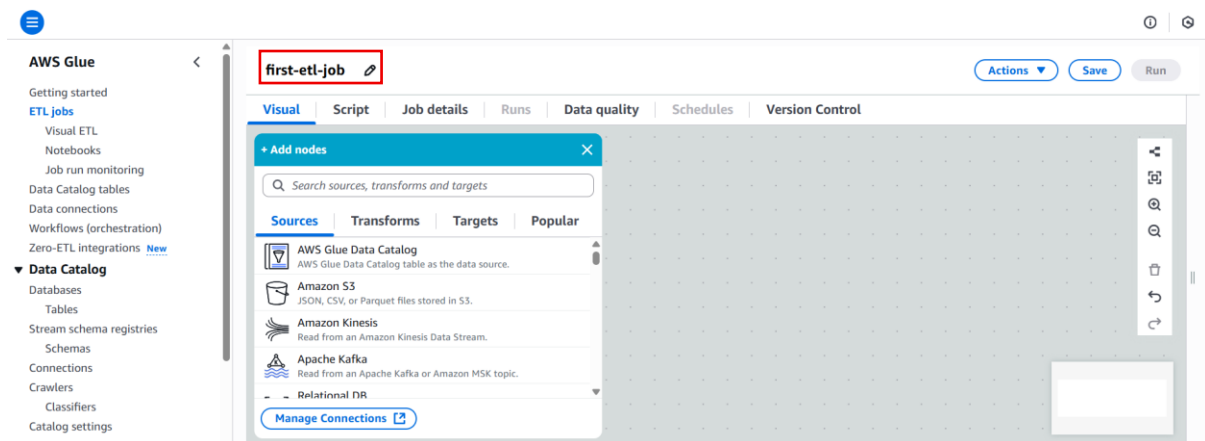 AWS Glue
Getting started
ETL jobs
Visual ETL
Notebooks
Job run monitoring
Data Catalog tables
Data connections
Workflows (orchestration)
Zero-ETL integrations New
Data Catalog
Databases
Tables
Stream schema registries
Schemas
Connections
Crawlers
Classifiers
Catalog settings
first-etl-job
Actions Save Run
Visual Script Job details Runs Data quality Schedules Version Control
+ Add nodes
Search sources, transforms and targets
Sources Transforms Targets Popular
AWS Glue Data Catalog
AWS Glue Data Catalog table as the data source.
Amazon S3
JSON, CSV, or Parquet files stored in S3.
Amazon Kinesis
Read from an Amazon Kinesis Data Stream.
Apache Kafka
Read from an Apache Kafka or Amazon MSK topic.
Relational DB
Manage Connections